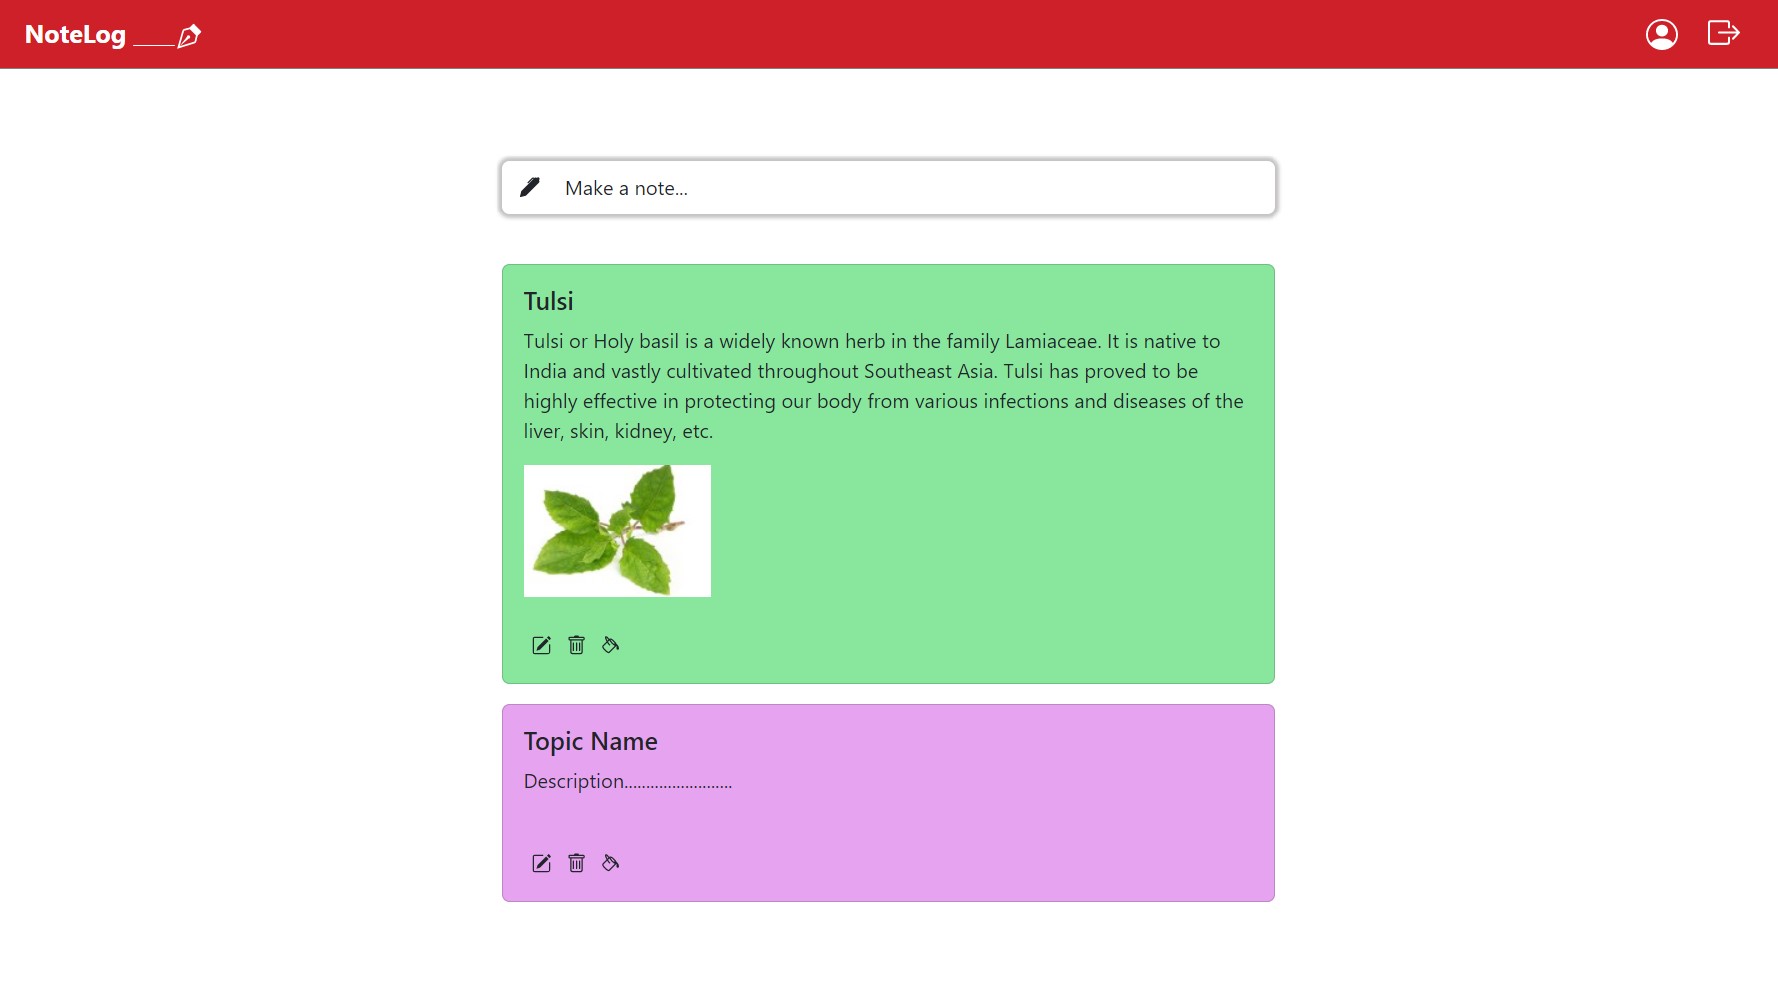 NoteLog ____
Make a note...
Tulsi
Tulsi or Holy basil is a widely known herb in the family Lamiaceae. It is native to
India and vastly cultivated throughout Southeast Asia. Tulsi has proved to be
highly effective in protecting our body from various infections and diseases of the
liver, skin, kidney, etc.
Topic Name
Description.........................